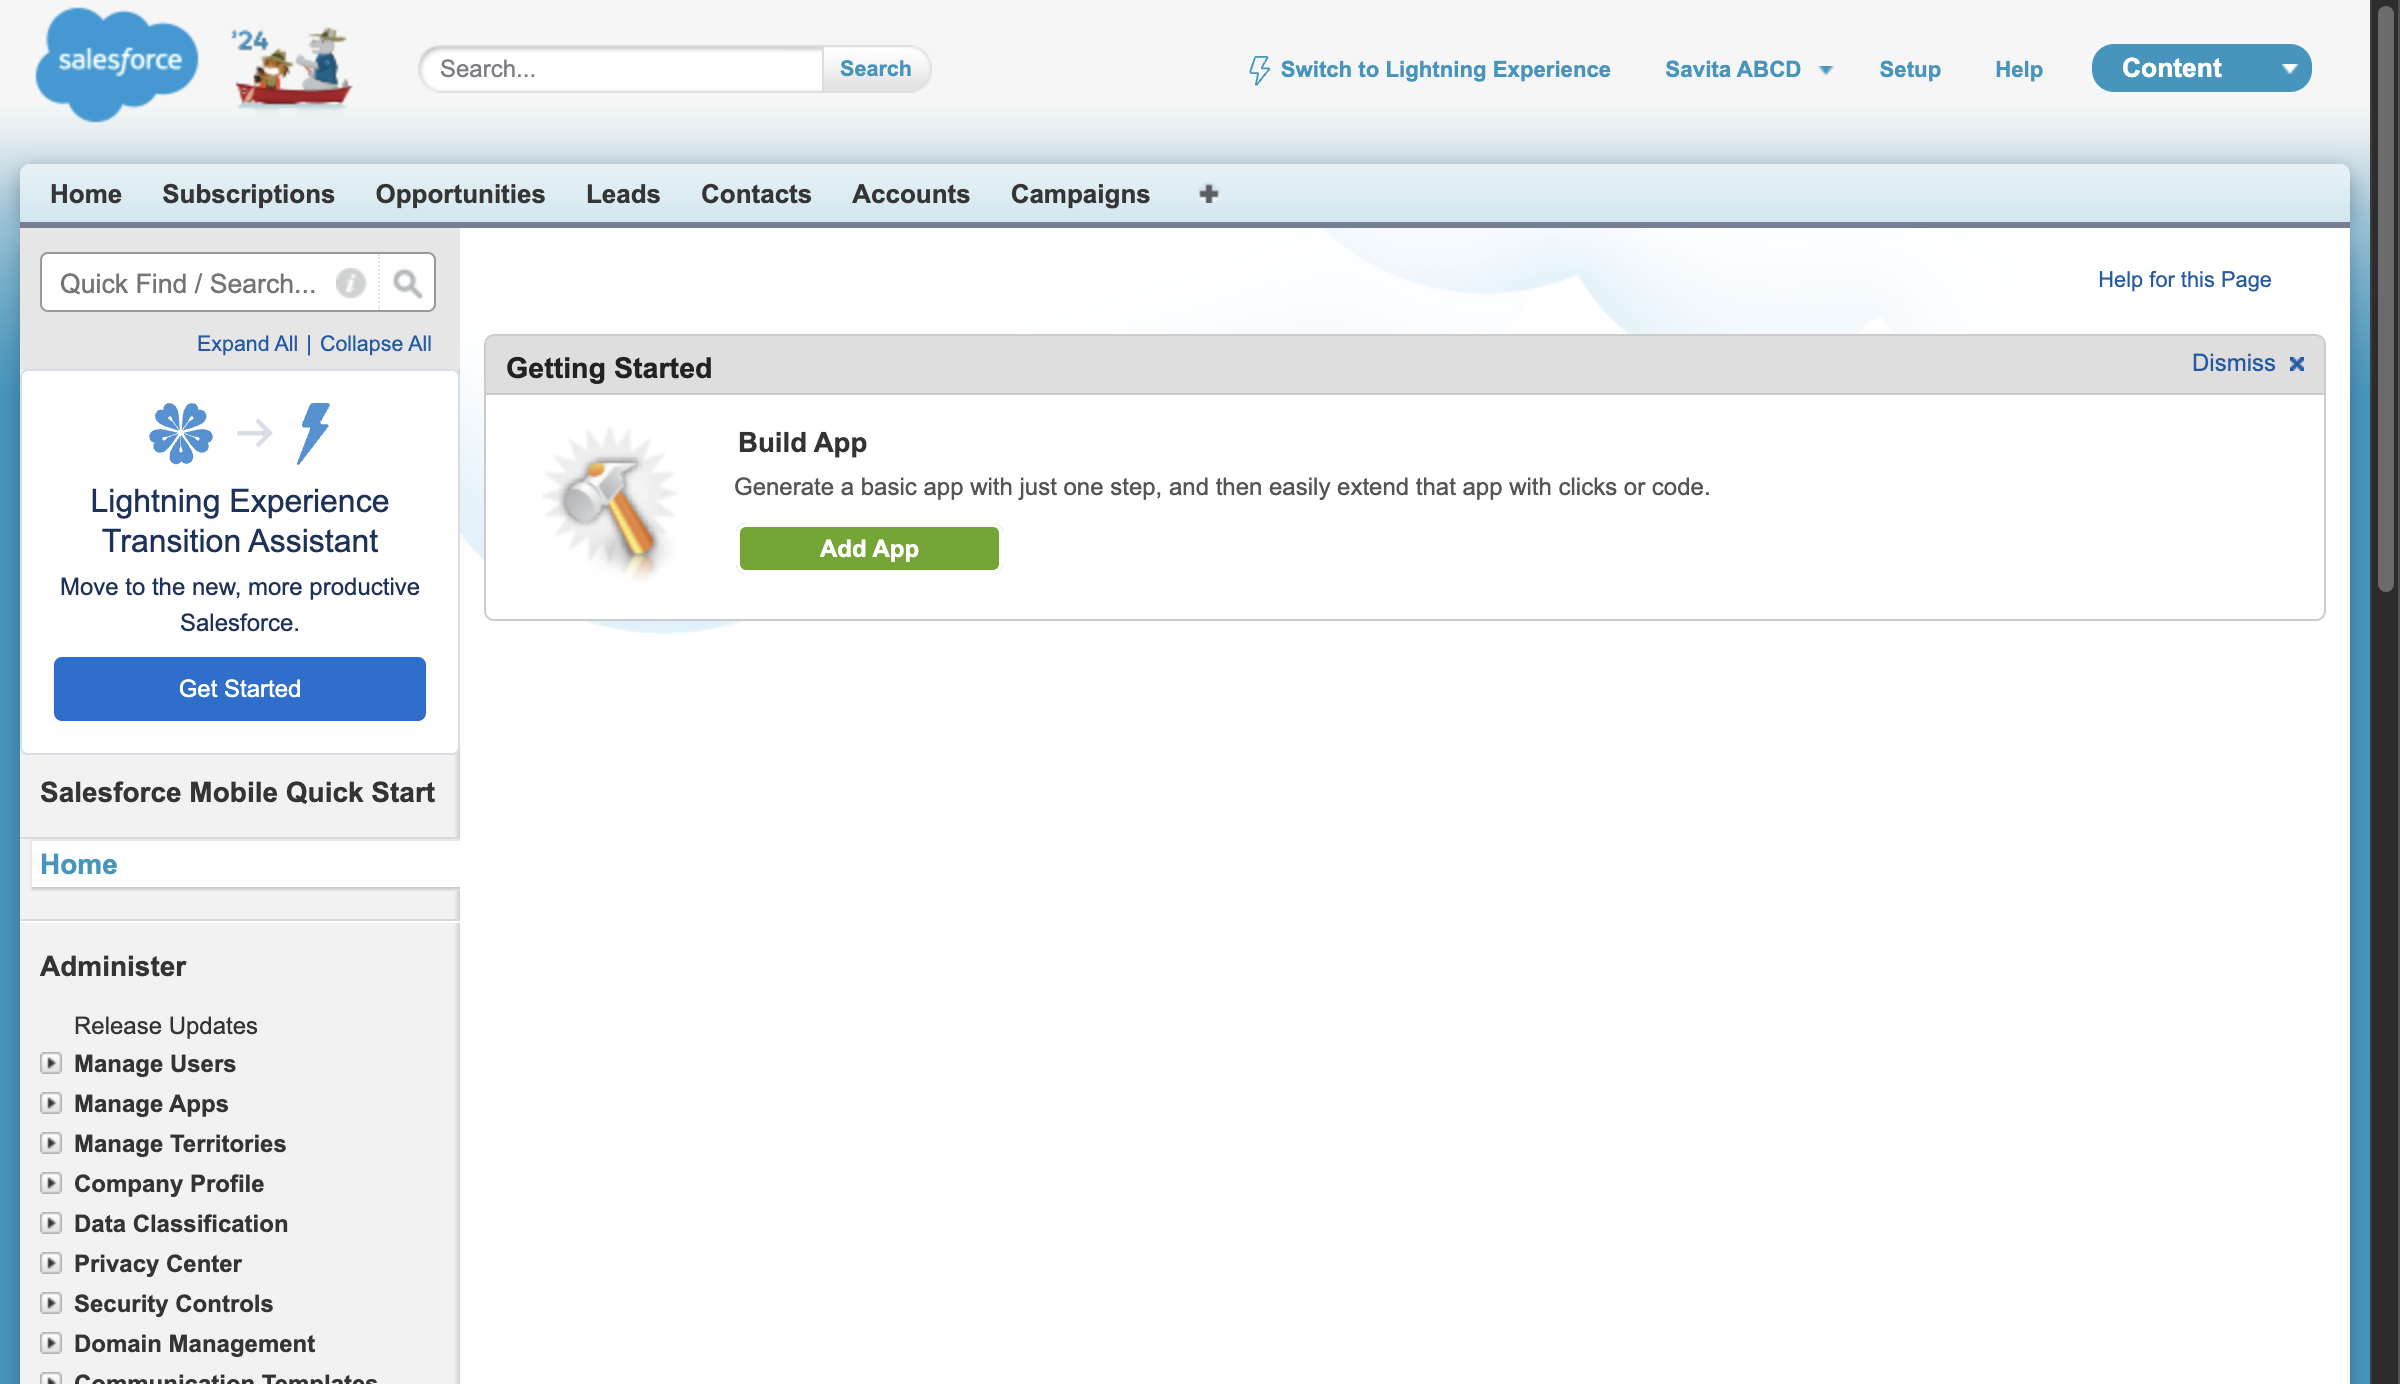 salesforce
'24
Search...
Search
Switch to Lightning Experience
Savita ABCD
Setup
Help
Content
Home
Subscriptions
Opportunities
Leads
Contacts
Accounts
Campaigns
Quick Find / Search...
Expand All | Collapse All
Lightning Experience
Transition Assistant
Move to the new, more productive
Salesforce.
Get Started
Salesforce Mobile Quick Start
Home
Administer
Release Updates
Manage Users
Manage Apps
Manage Territories
Company Profile
Data Classification
Privacy Center
Security Controls
Domain Management
Communication Templates
Help for this Page
Getting Started
Dismiss
Build App
Generate a basic app with just one step, and then easily extend that app with clicks or code.
Add App